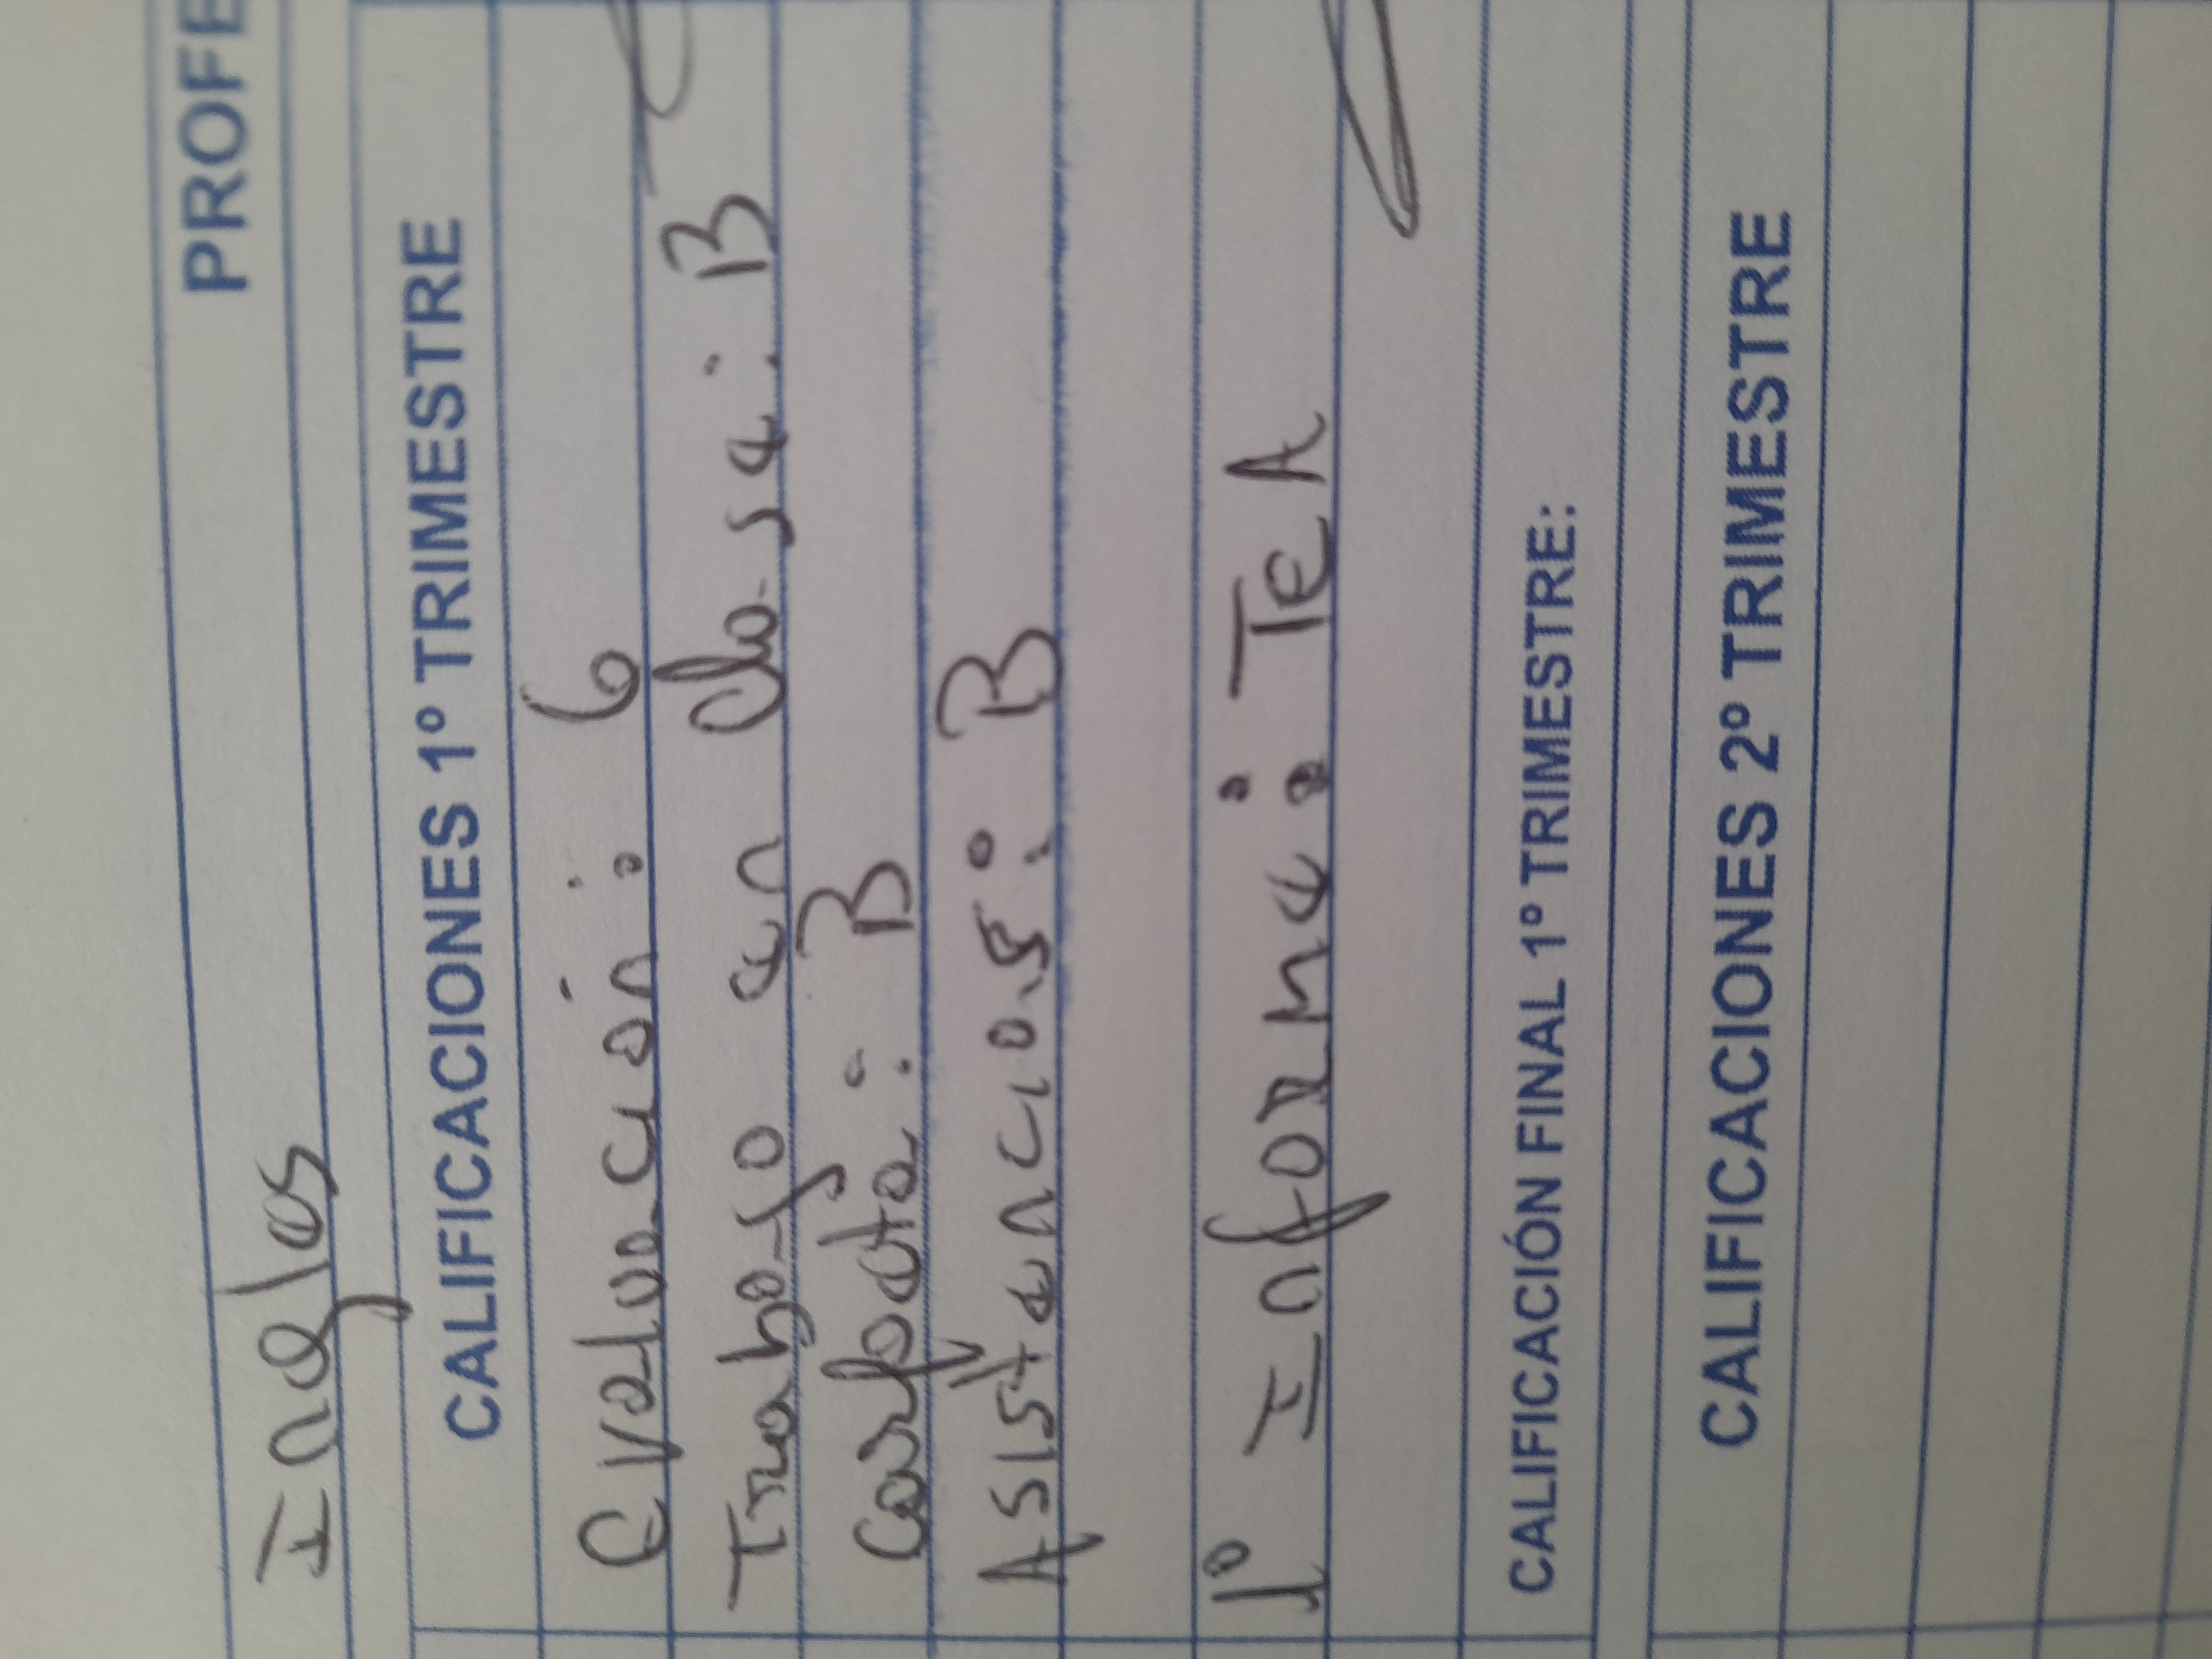 PROFE
Ingles
CALIFICACIONES 1º TRIMESTRE
Evaluación: 6
Trabajo en clase: B
Carpeta: B
Asistencias: B
1º Informe: TEA
CALIFICACIÓN FINAL 1º TRIMESTRE:
CALIFICACIONES 2º TRIMESTRE